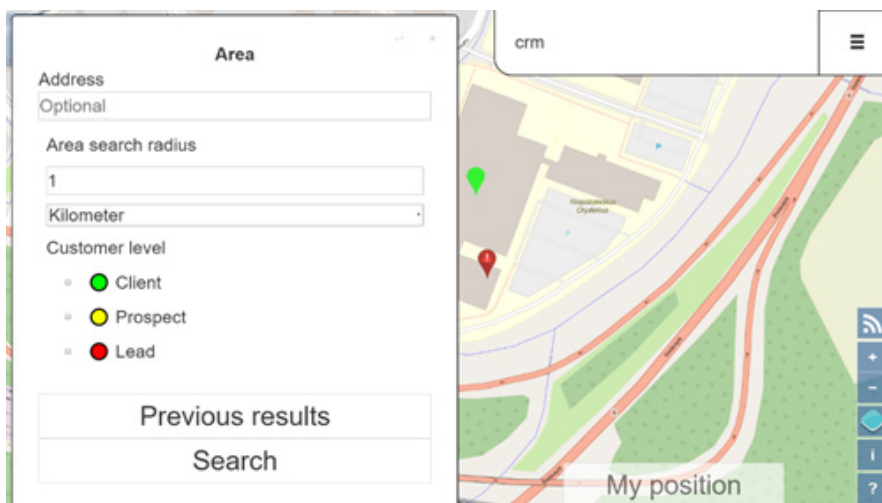 Area
Address
Optional
Area search radius
1
Kilometer
Customer level
Client
Prospect
Lead
Previous results
Search
crm
P
P
My position
+
−
i
?